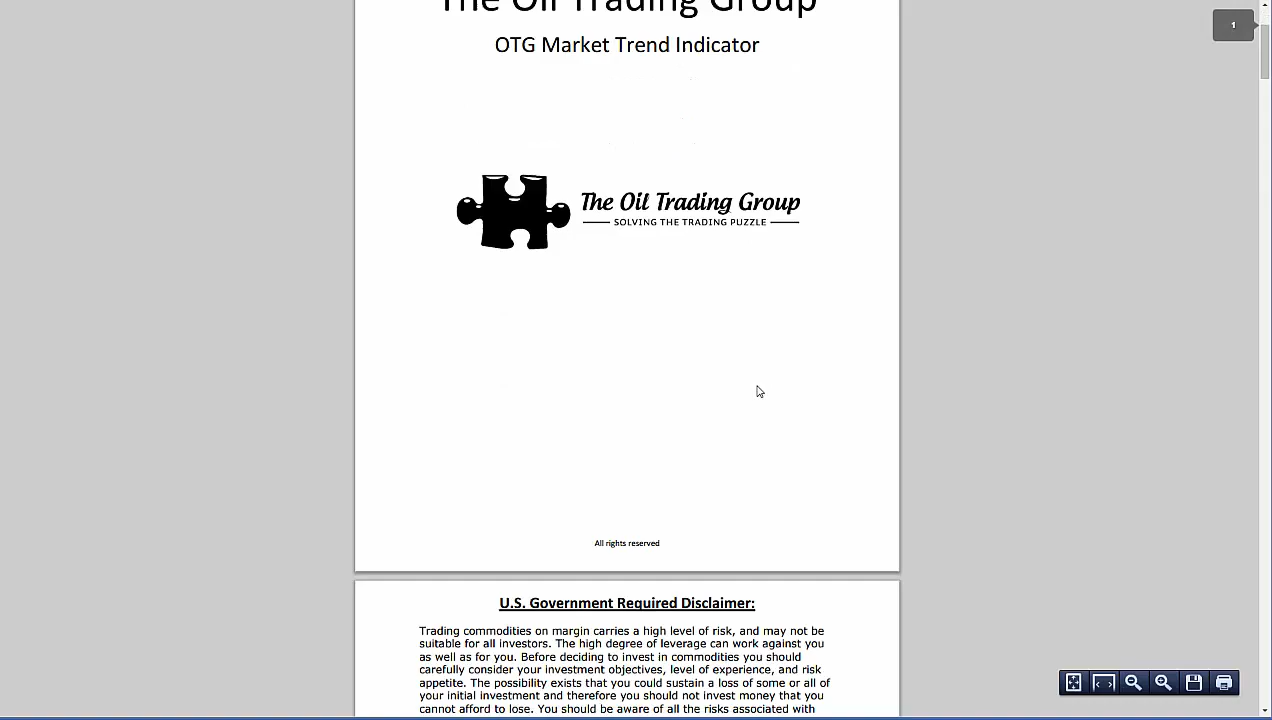 The Oil Trading Group
OTG Market Trend Indicator
The Oil Trading Group
SOLVING THE TRADING PUZZLE
All rights reserved
U.S. Government Required Disclaimer:
Trading commodities on margin carries a high level of risk, and may not be
suitable for all investors. The high degree of leverage can work against you
as well as for you. Before deciding to invest in commodities you should
carefully consider your investment objectives, level of experience, and risk
appetite. The possibility exists that you could sustain a loss of some or all of
your initial investment and therefore you should not invest money that you
cannot afford to lose. You should be aware of all the risks associated with
1